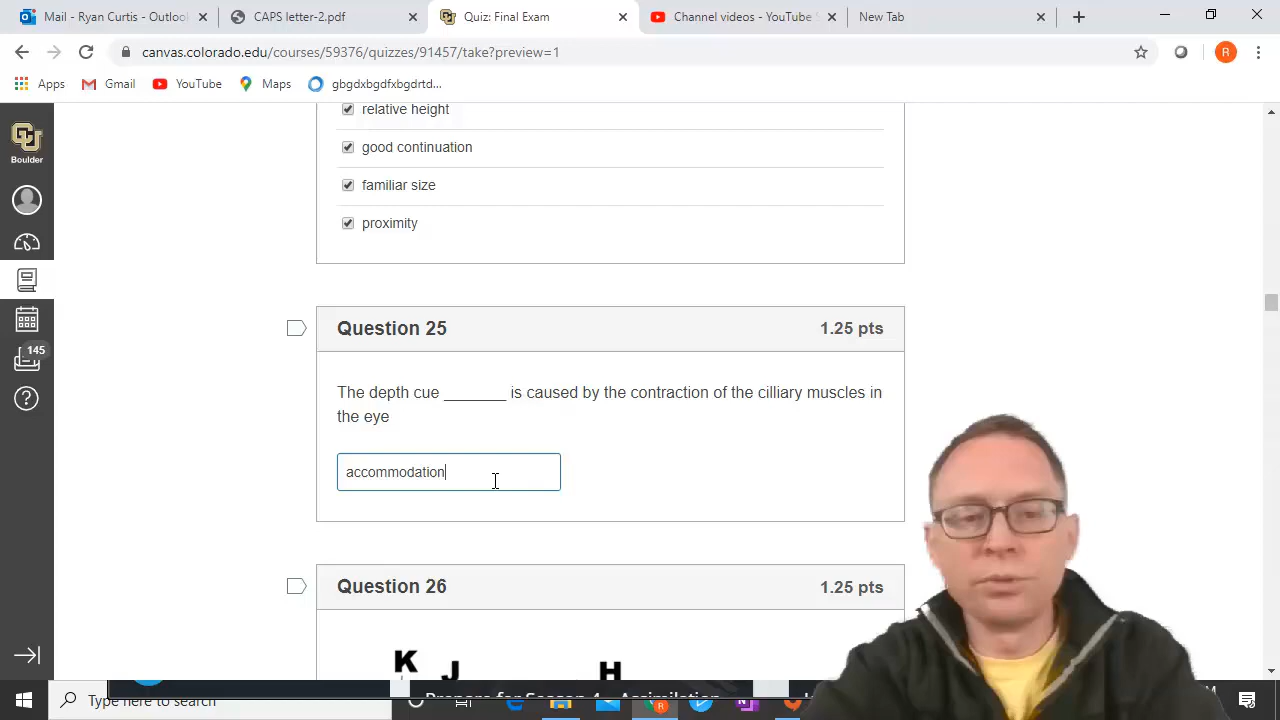 Mail - Ryan Curtis - Outlool
CAPS letter-2.pdf
Quiz: Final Exam
Channel videos - YouTube S
New Tab
canvas.colorado.edu/courses/59376/quizzes/91457/take?preview=1
R
Apps
Gmail
YouTube
Maps
gbgdxbgdfxbgdrtd...
CU
Boulder
145
relative height
good continuation
familiar size
proximity
Question 25
1.25 pts
The depth cue _______ is caused by the contraction of the cilliary muscles in
the eye
accommodation
Question 26
1.25 pts
K
J
H
Type here to search